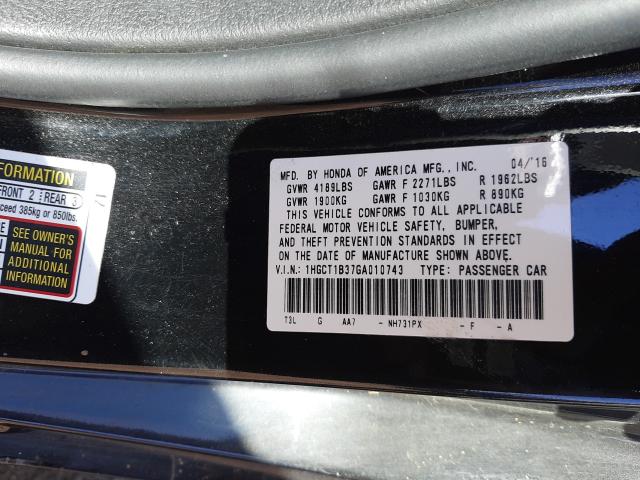 FORMATION
FRONT 2 REAR 3
exceed 385kg or 850lbs.
SEE OWNER'S
MANUAL FOR
ADDITIONAL
INFORMATION
MFD. BY HONDA OF AMERICA MFG., INC. 04/'16
GVWR 4189LBS GAWR F 2271LBS R 1962LBS
GVWR 1900KG GAWR F 1030KG R 890KG
THIS VEHICLE CONFORMS TO ALL APPLICABLE
FEDERAL MOTOR VEHICLE SAFETY, BUMPER,
AND THEFT PREVENTION STANDARDS IN EFFECT
ON THE DATE OF MANUFACTURE SHOWN ABOVE.
V.I.N.: 1HGCT1B37GA010743 TYPE: PASSENGER CAR
T3L G AA7 - NH731PX - F - A